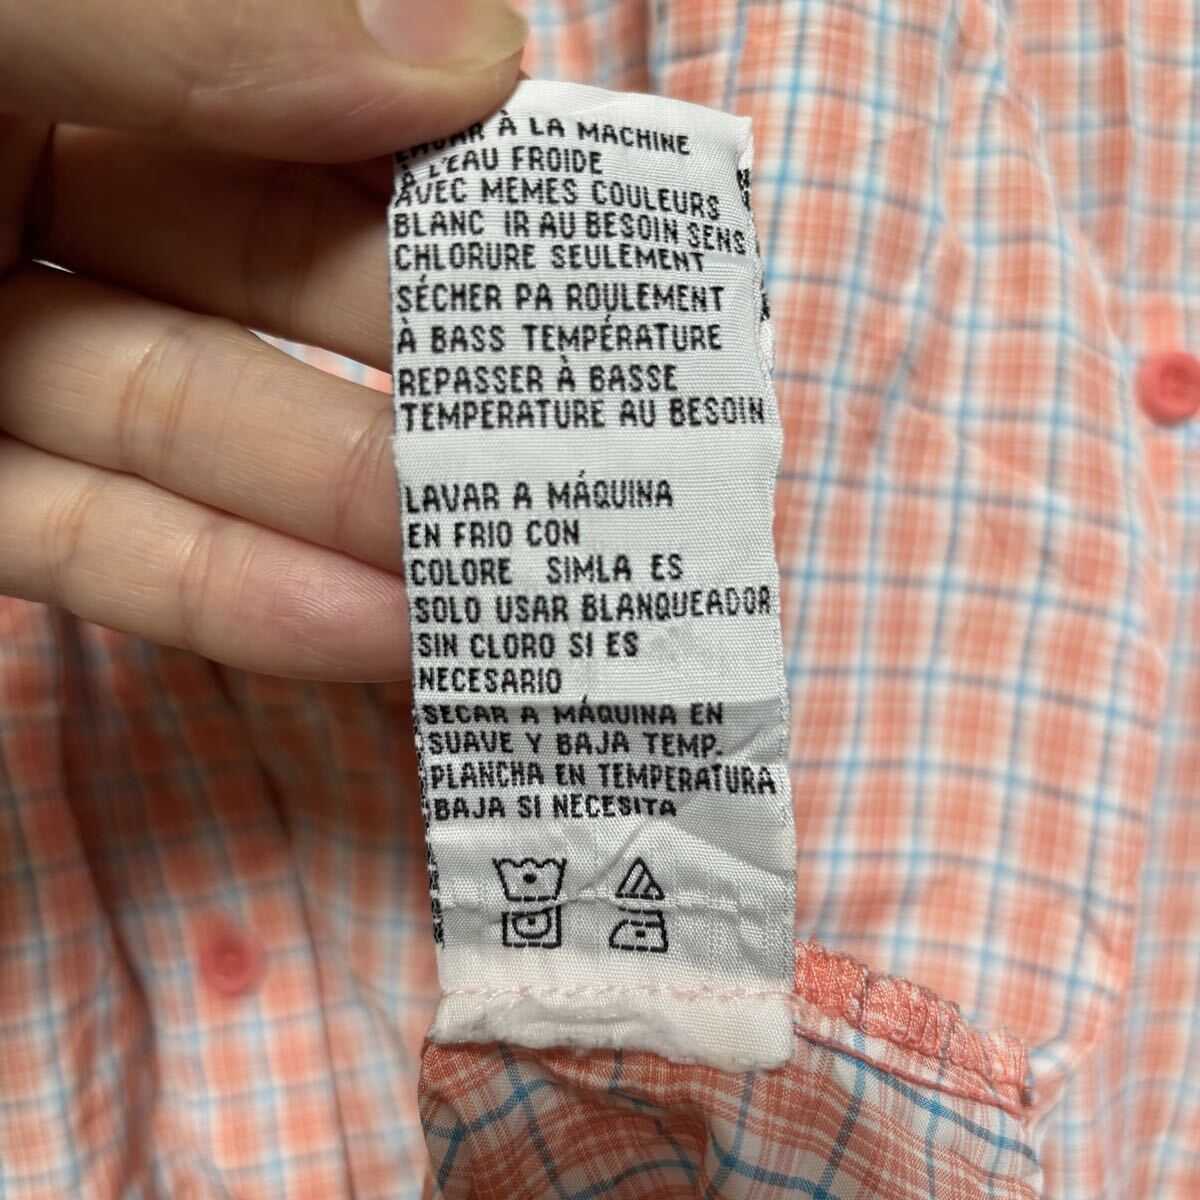 LAVAR À LA MACHINE
À L'EAU FROIDE
AVEC MEMES COULEURS
BLANC IR AU BESOIN SENS
CHLORURE SEULEMENT
SÉCHER PA ROULEMENT
À BASS TEMPÉRATURE
REPASSER À BASSE
TEMPERATURE AU BESOIN
LAVAR A MÁQUINA
EN FRIO CON
COLORE SIMLA ES
SOLO USAR BLANQUEADOR
SIN CLORO SI ES
NECESARIO
SECAR A MÁQUINA EN
SUAVE Y BAJA TEMP.
PLANCHA EN TEMPERATURA
BAJA SI NECESITA